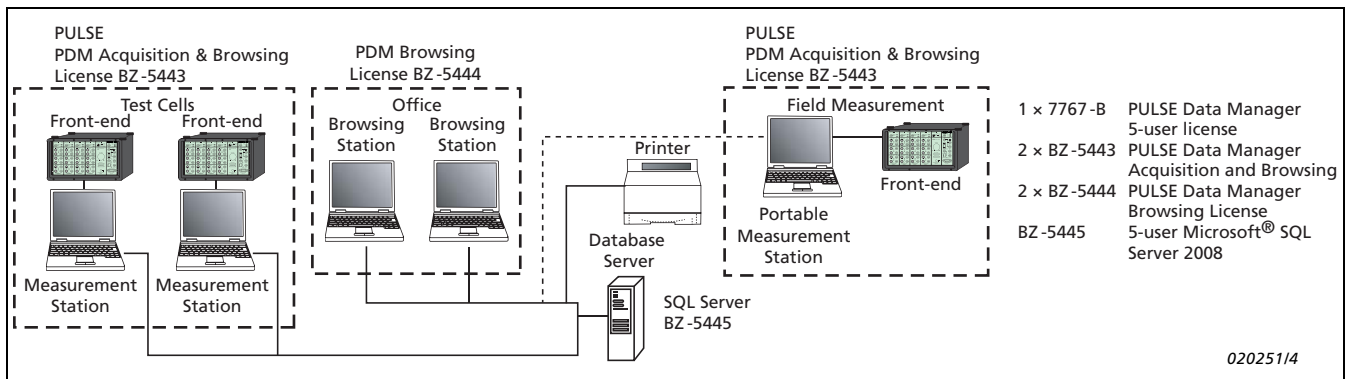 PULSE
PDM Acquisition & Browsing
License BZ-5443
Test Cells
Front-end
Front-end
Measurement
Station
Measurement
Station
PDM Browsing
License BZ-5444
Office
Browsing
Station
Browsing
Station
Printer
Database
Server
SQL Server
BZ-5445
PULSE
PDM Acquisition & Browsing
License BZ-5443
Field Measurement
Front-end
Portable
Measurement
Station
1 × 7767-B PULSE Data Manager
5-user license
2 × BZ-5443 PULSE Data Manager
Acquisition and Browsing
2 × BZ-5444 PULSE Data Manager
Browsing License
BZ-5445 5-user Microsoft® SQL
Server 2008
020251/4